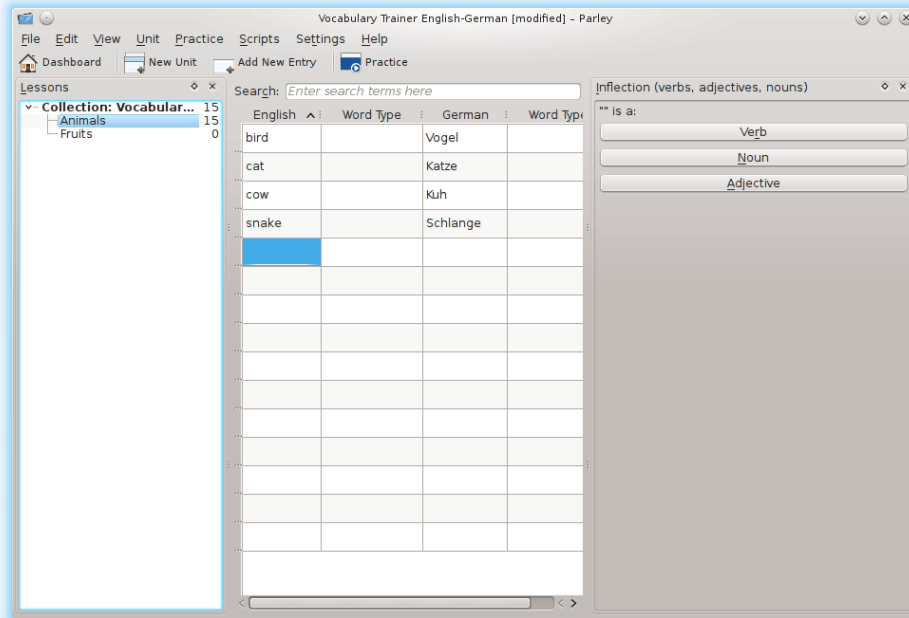 Vocabulary Trainer English-German [modified] – Parley
File Edit View Unit Practice Scripts Settings Help
Dashboard New Unit Add New Entry Practice
Lessons
Collection: Vocabular... 15
Animals 15
Fruits 0
Search: Enter search terms here
English Word Type German Word Type
bird Vogel
cat Katze
cow Kuh
snake Schlange
Inflection (verbs, adjectives, nouns)
"" is a:
Verb
Noun
Adjective